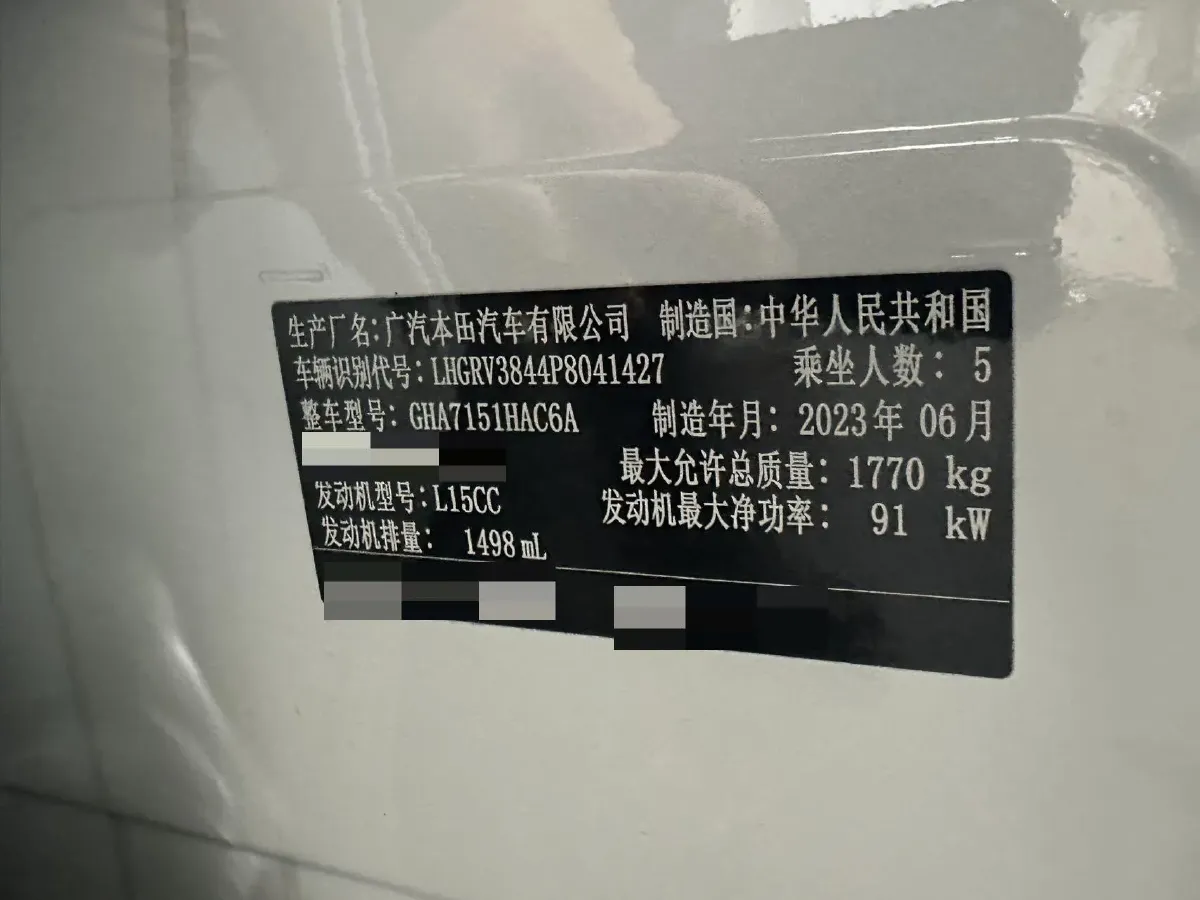 生产厂名:广汽本田汽车有限公司 制造国:中华人民共和国
车辆识别代号:LHGRV3844P8041427 乘坐人数: 5
整车型号: GHA7151HAC6A 制造年月: 2023年 06月
最大允许总质量: 1770 kg
发动机型号:L15CC 发动机最大净功率: 91 kW
发动机排量: 1498 mL